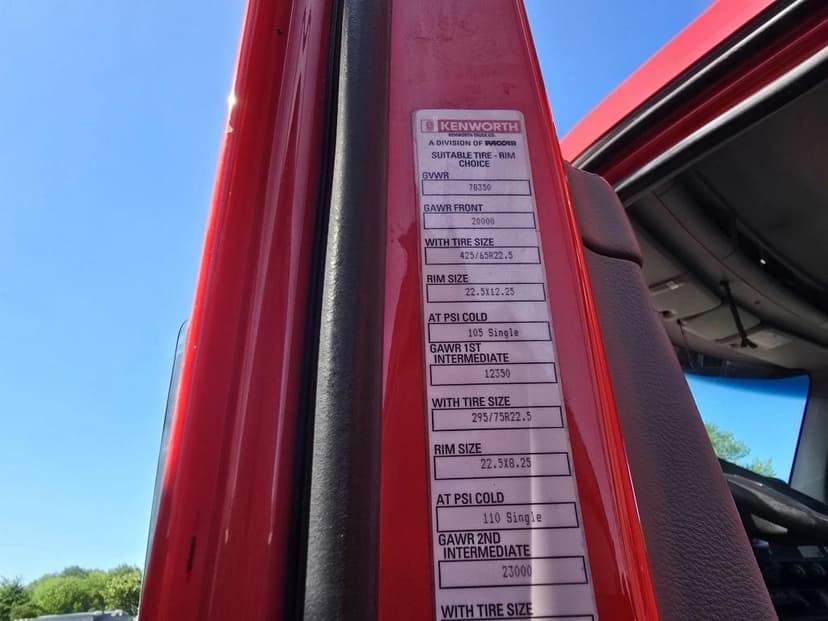 KENWORTH
KENWORTH TRUCK CO.
A DIVISION OF PACCAR
SUITABLE TIRE - RIM
CHOICE
GVWR
78350
GAWR FRONT
20000
WITH TIRE SIZE
425/65R22.5
RIM SIZE
22.5X12.25
AT PSI COLD
105 Single
GAWR 1ST
INTERMEDIATE
12350
WITH TIRE SIZE
295/75R22.5
RIM SIZE
22.5X8.25
AT PSI COLD
110 Single
GAWR 2ND
INTERMEDIATE
23000
WITH TIRE SIZE